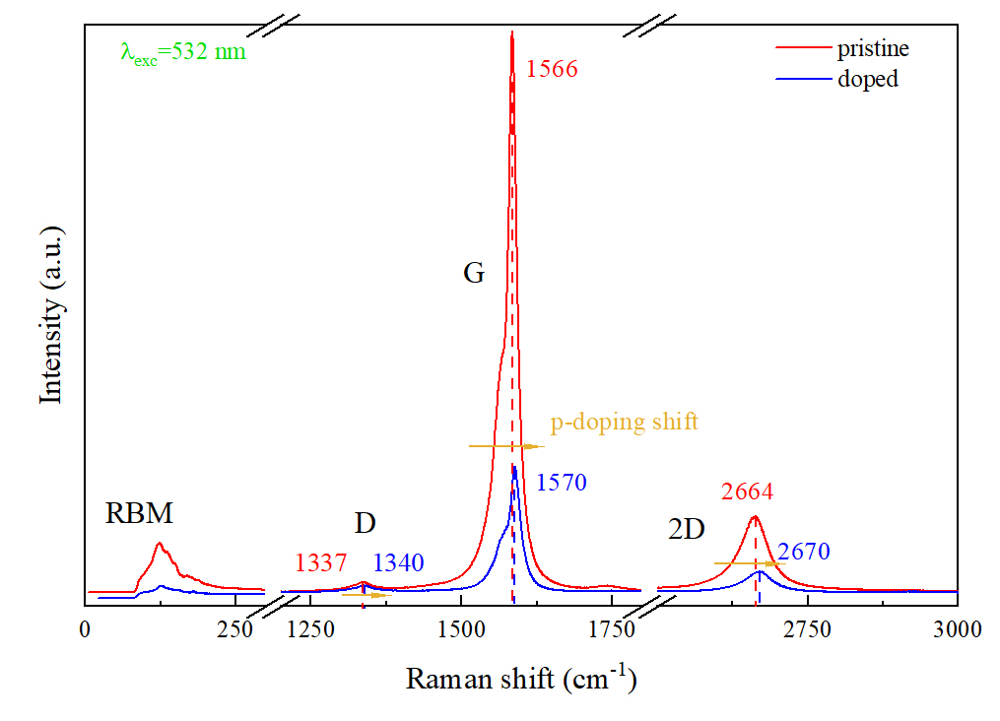 λexc=532 nm
pristine
doped
1566
G
p-doping shift
1570
2664
RBM
D
2D
1337
1340
2670
Intensity (a.u.)
0
250
1250
1500
1750
2750
3000
Raman shift (cm-1)